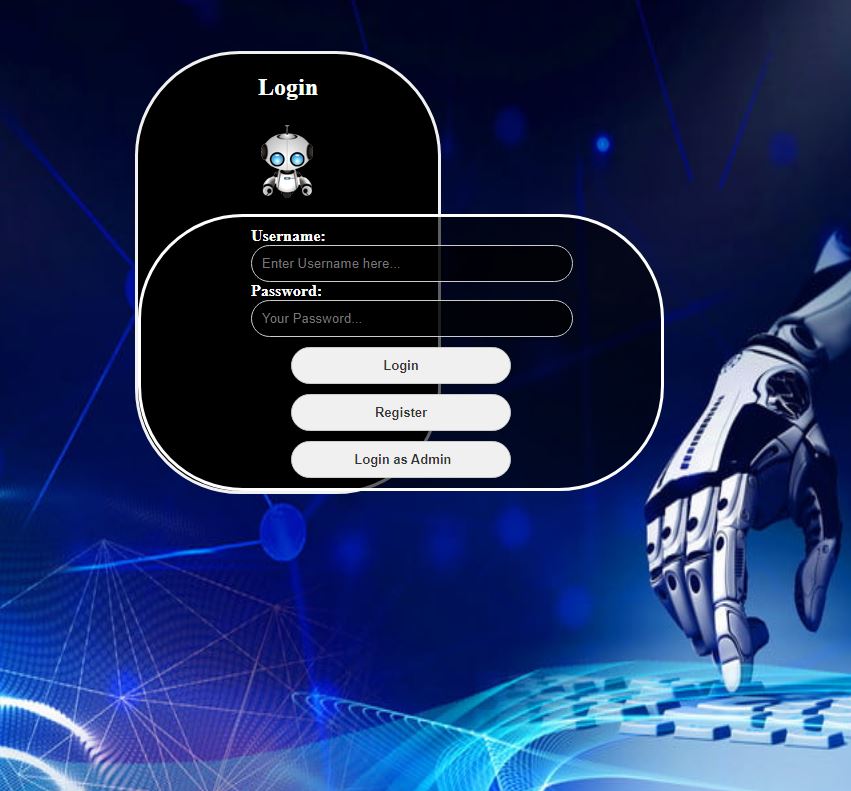 Login
Username:
Enter Username here...
Password:
Your Password...
Login
Register
Login as Admin